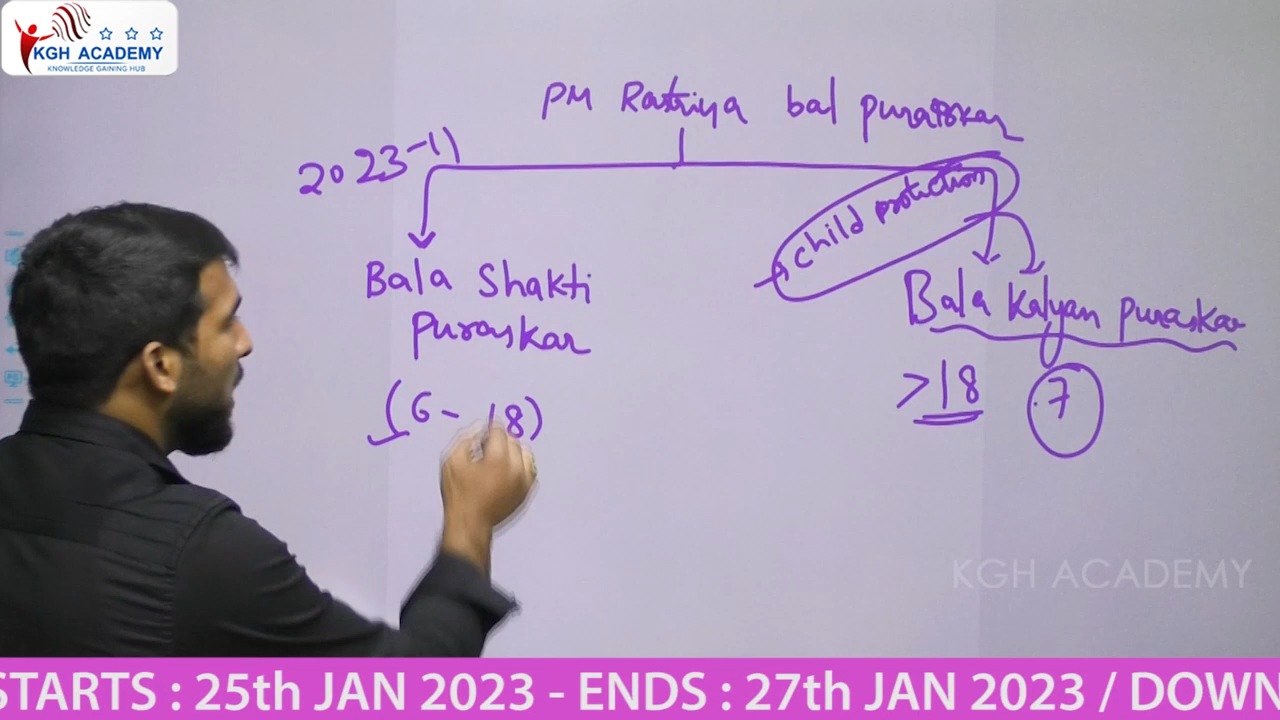 KGH ACADEMY
KNOWLEDGE GAINING HUB
PM Rastriya bal puraskar
2023-11
child protection
Bala Shakti
Puraskar
(6-18)
Bala Kalyan puraskar
>18 7
KGH ACADEMY
STARTS : 25th JAN 2023 - ENDS : 27th JAN 2023 / DOWN